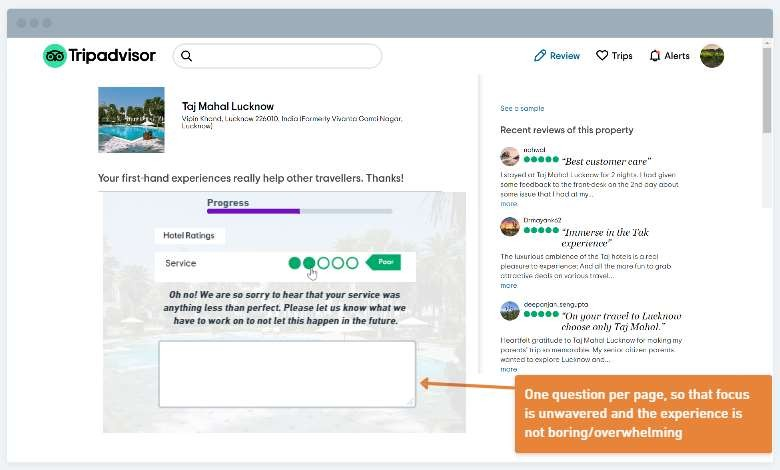 Tripadvisor
Review
Trips
Alerts
Taj Mahal Lucknow
Vipin Khand, Lucknow 226010, India (Formerly Vivanta Gomti Nagar,
Lucknow)
Your first-hand experiences really help other travellers. Thanks!
Progress
Hotel Ratings
Service
Poor
Oh no! We are so sorry to hear that your service was
anything less than perfect. Please let us know what we
have to work on to not let this happen in the future.
See a sample
Recent reviews of this property
nahwal
“Best customer care”
I stayed at Taj Mahal Lucknow for 2 nights. I had given
some feedback to the front-desk on the 2nd day about
some issue that I had at my...
more
Drmayank62
“Immerse in the Tak
experience”
The luxurious ambience of the Taj hotels is a real
pleasure to experience; And all the more fun to grab
attractive deals on various travel...
more
deepanjan.sengupta
“On your travel to Lucknow
choose only Taj Mahal.”
Heartfelt gratitude to Taj Mahal Lucknow for making my
parents' trip so memorable. My senior citizen parents
wanted to explore Lucknow and...
more
One question per page, so that focus
is unwavered and the experience is
not boring/overwhelming